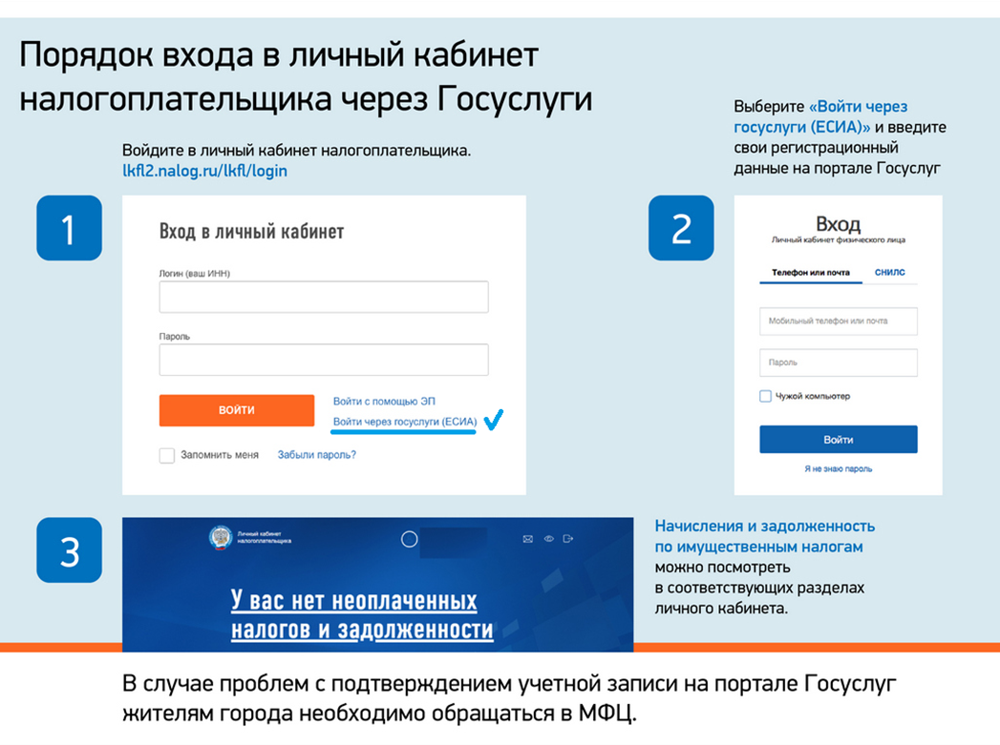 Порядок входа в личный кабинет
налогоплательщика через Госуслуги
Войдите в личный кабинет налогоплательщика.
lkfl2.nalog.ru/lkfl/login
1
Вход в личный кабинет
Логин (ваш ИНН)
Пароль
ВОЙТИ
Войти с помощью ЭП
Войти через госуслуги (ЕСИА)
Запомнить меня
Забыли пароль?
Выберите «Войти через
госуслуги (ЕСИА)» и введите
свои регистрационный
данные на портале Госуслуг
2
Вход
Личный кабинет физического лица
Телефон или почта
СНИЛС
Мобильный телефон или почта
Пароль
Чужой компьютер
Войти
Я не знаю пароль
3
Личный кабинет
налогоплательщика
У вас нет неоплаченных
налогов и задолженности
Начисления и задолженность
по имущественным налогам
можно посмотреть
в соответствующих разделах
личного кабинета.
В случае проблем с подтверждением учетной записи на портале Госуслуг
жителям города необходимо обращаться в МФЦ.